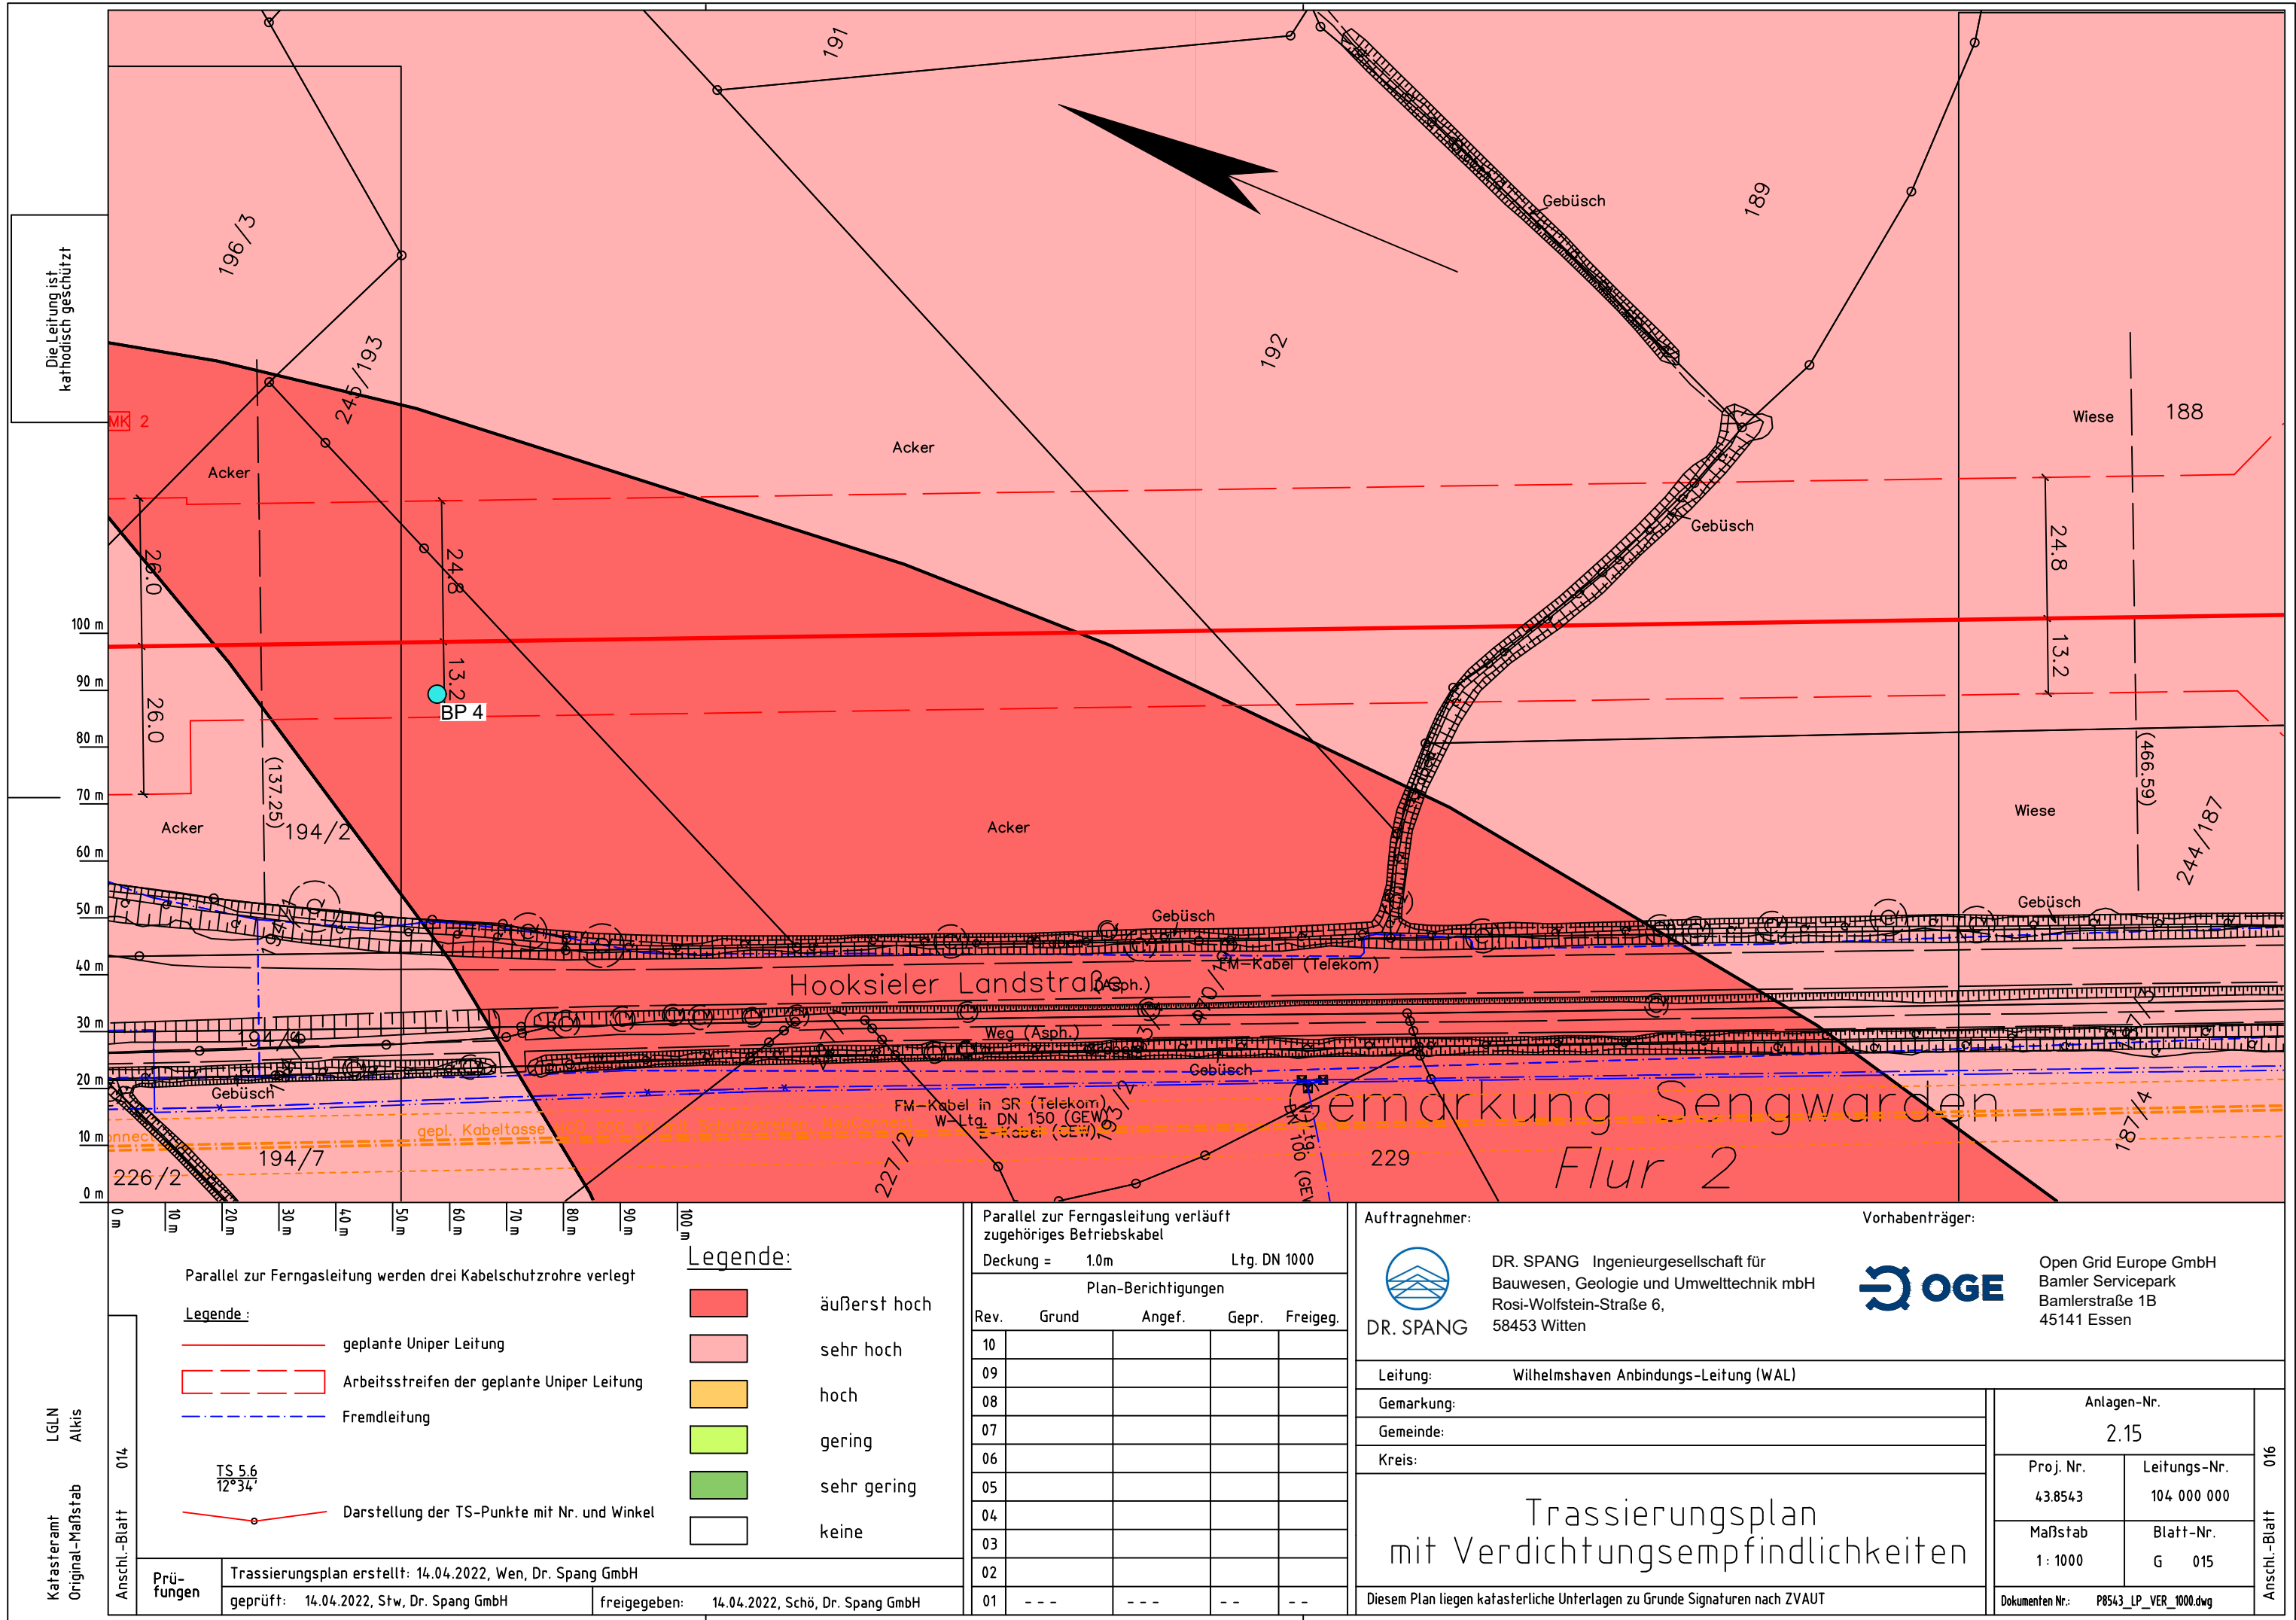 191
196/3
Die Leitung ist
kathodisch geschützt
Gebüsch
189
245/193
192
MK 2
Acker
Acker
Wiese
188
Gebüsch
26.0
24.8
24.8
100 m
13.2
13.2
90 m
BP 4
26.0
80 m
(137.25)
(466.59)
70 m
Acker
194/2
Acker
Wiese
244/187
60 m
50 m
Gebüsch
Gebüsch
40 m
FM-Kabel (Telekom)
Hooksieler Landstraße
(Asph.)
30 m
Weg (Asph.)
20 m
Gebüsch
Gebüsch
FM-Kabel in SR (Telekom)
W-Ltg. DN 150 (GEW)
E-Kabel (GEW)
193/2
Gemarkung Sengwarden
187/4
10 m
194/7
227/2
229
Flur 2
226/2
0 m
0 m
10 m
20 m
30 m
40 m
50 m
60 m
70 m
80 m
90 m
100 m
Parallel zur Ferngasleitung werden drei Kabelschutzrohre verlegt
Legende :
geplante Uniper Leitung
Arbeitsstreifen der geplante Uniper Leitung
Fremdleitung
TS 5.6
12°34'
Darstellung der TS-Punkte mit Nr. und Winkel
Legende:
äußerst hoch
sehr hoch
hoch
gering
sehr gering
keine
Katasteramt LGLN
Original-Maßstab Alkis
Anschl.-Blatt 014
Prü-
fungen
Trassierungsplan erstellt: 14.04.2022, Wen, Dr. Spang GmbH
geprüft: 14.04.2022, Stw, Dr. Spang GmbH
freigegeben: 14.04.2022, Schö, Dr. Spang GmbH
Parallel zur Ferngasleitung verläuft
zugehöriges Betriebskabel
Deckung = 1.0m Ltg. DN 1000
Plan-Berichtigungen
Rev. Grund Angef. Gepr. Freigeg.
10
09
08
07
06
05
04
03
02
01 - - - - - - - - - -
Auftragnehmer:
DR. SPANG
DR. SPANG Ingenieurgesellschaft für
Bauwesen, Geologie und Umwelttechnik mbH
Rosi-Wolfstein-Straße 6,
58453 Witten
Vorhabenträger:
OGE
Open Grid Europe GmbH
Bamler Servicepark
Bamlerstraße 1B
45141 Essen
Leitung: Wilhelmshaven Anbindungs-Leitung (WAL)
Gemarkung:
Gemeinde:
Kreis:
Trassierungsplan
mit Verdichtungsempfindlichkeiten
Diesem Plan liegen katasterliche Unterlagen zu Grunde Signaturen nach ZVAUT
Anlagen-Nr.
2.15
Proj. Nr.
43.8543
Leitungs-Nr.
104 000 000
Maßstab
1 : 1000
Blatt-Nr.
G 015
Dokumenten Nr.: P8543_LP_VER_1000.dwg
Anschl.-Blatt 016